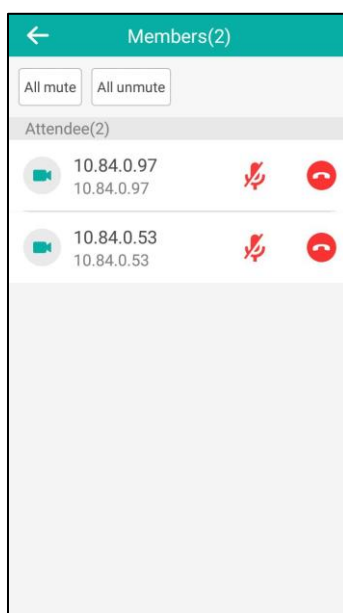 Members(2)
All mute All unmute
Attendee(2)
10.84.0.97
10.84.0.97
10.84.0.53
10.84.0.53